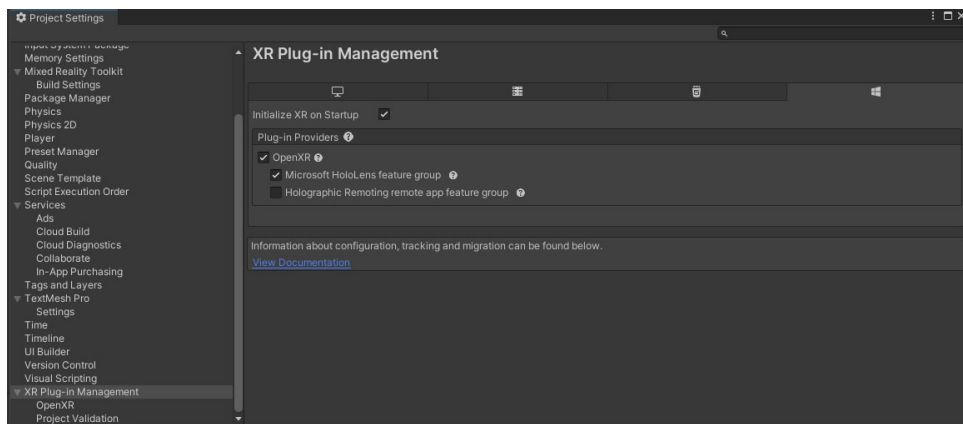 Project Settings
Input System Package
Memory Settings
Mixed Reality Toolkit
Build Settings
Package Manager
Physics
Physics 2D
Player
Preset Manager
Quality
Scene Template
Script Execution Order
Services
Ads
Cloud Build
Cloud Diagnostics
Collaborate
In-App Purchasing
Tags and Layers
TextMesh Pro
Settings
Time
Timeline
UI Builder
Version Control
Visual Scripting
XR Plug-in Management
OpenXR
Project Validation
XR Plug-in Management
Initialize XR on Startup
Plug-in Providers
OpenXR
Microsoft HoloLens feature group
Holographic Remoting remote app feature group
Information about configuration, tracking and migration can be found below.
View Documentation